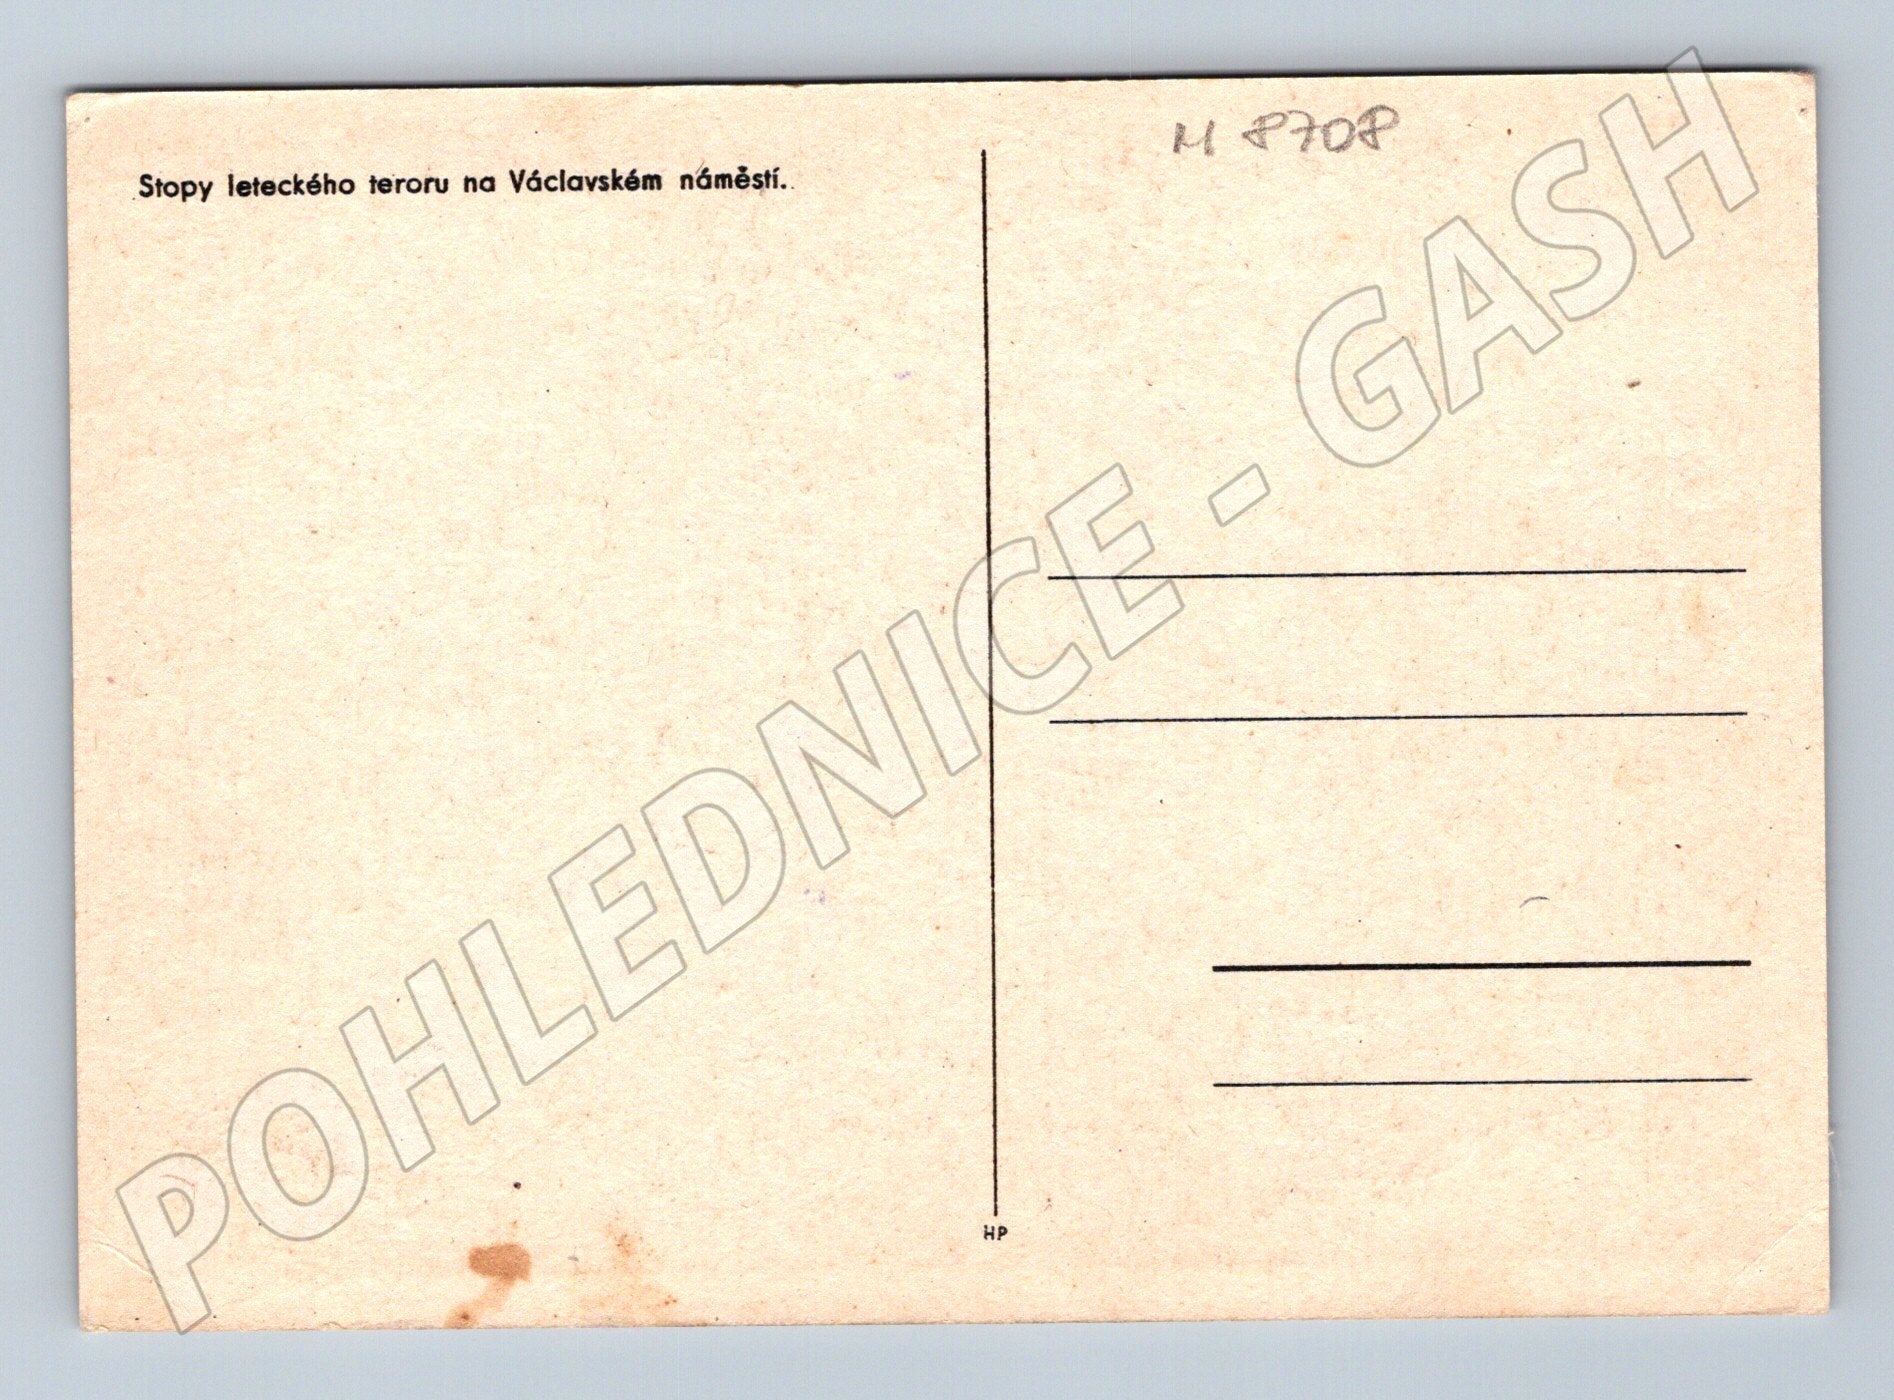 M 8708
Stopy leteckého teroru na Václavském náměstí.
POHLEDNICE - GASH
HP